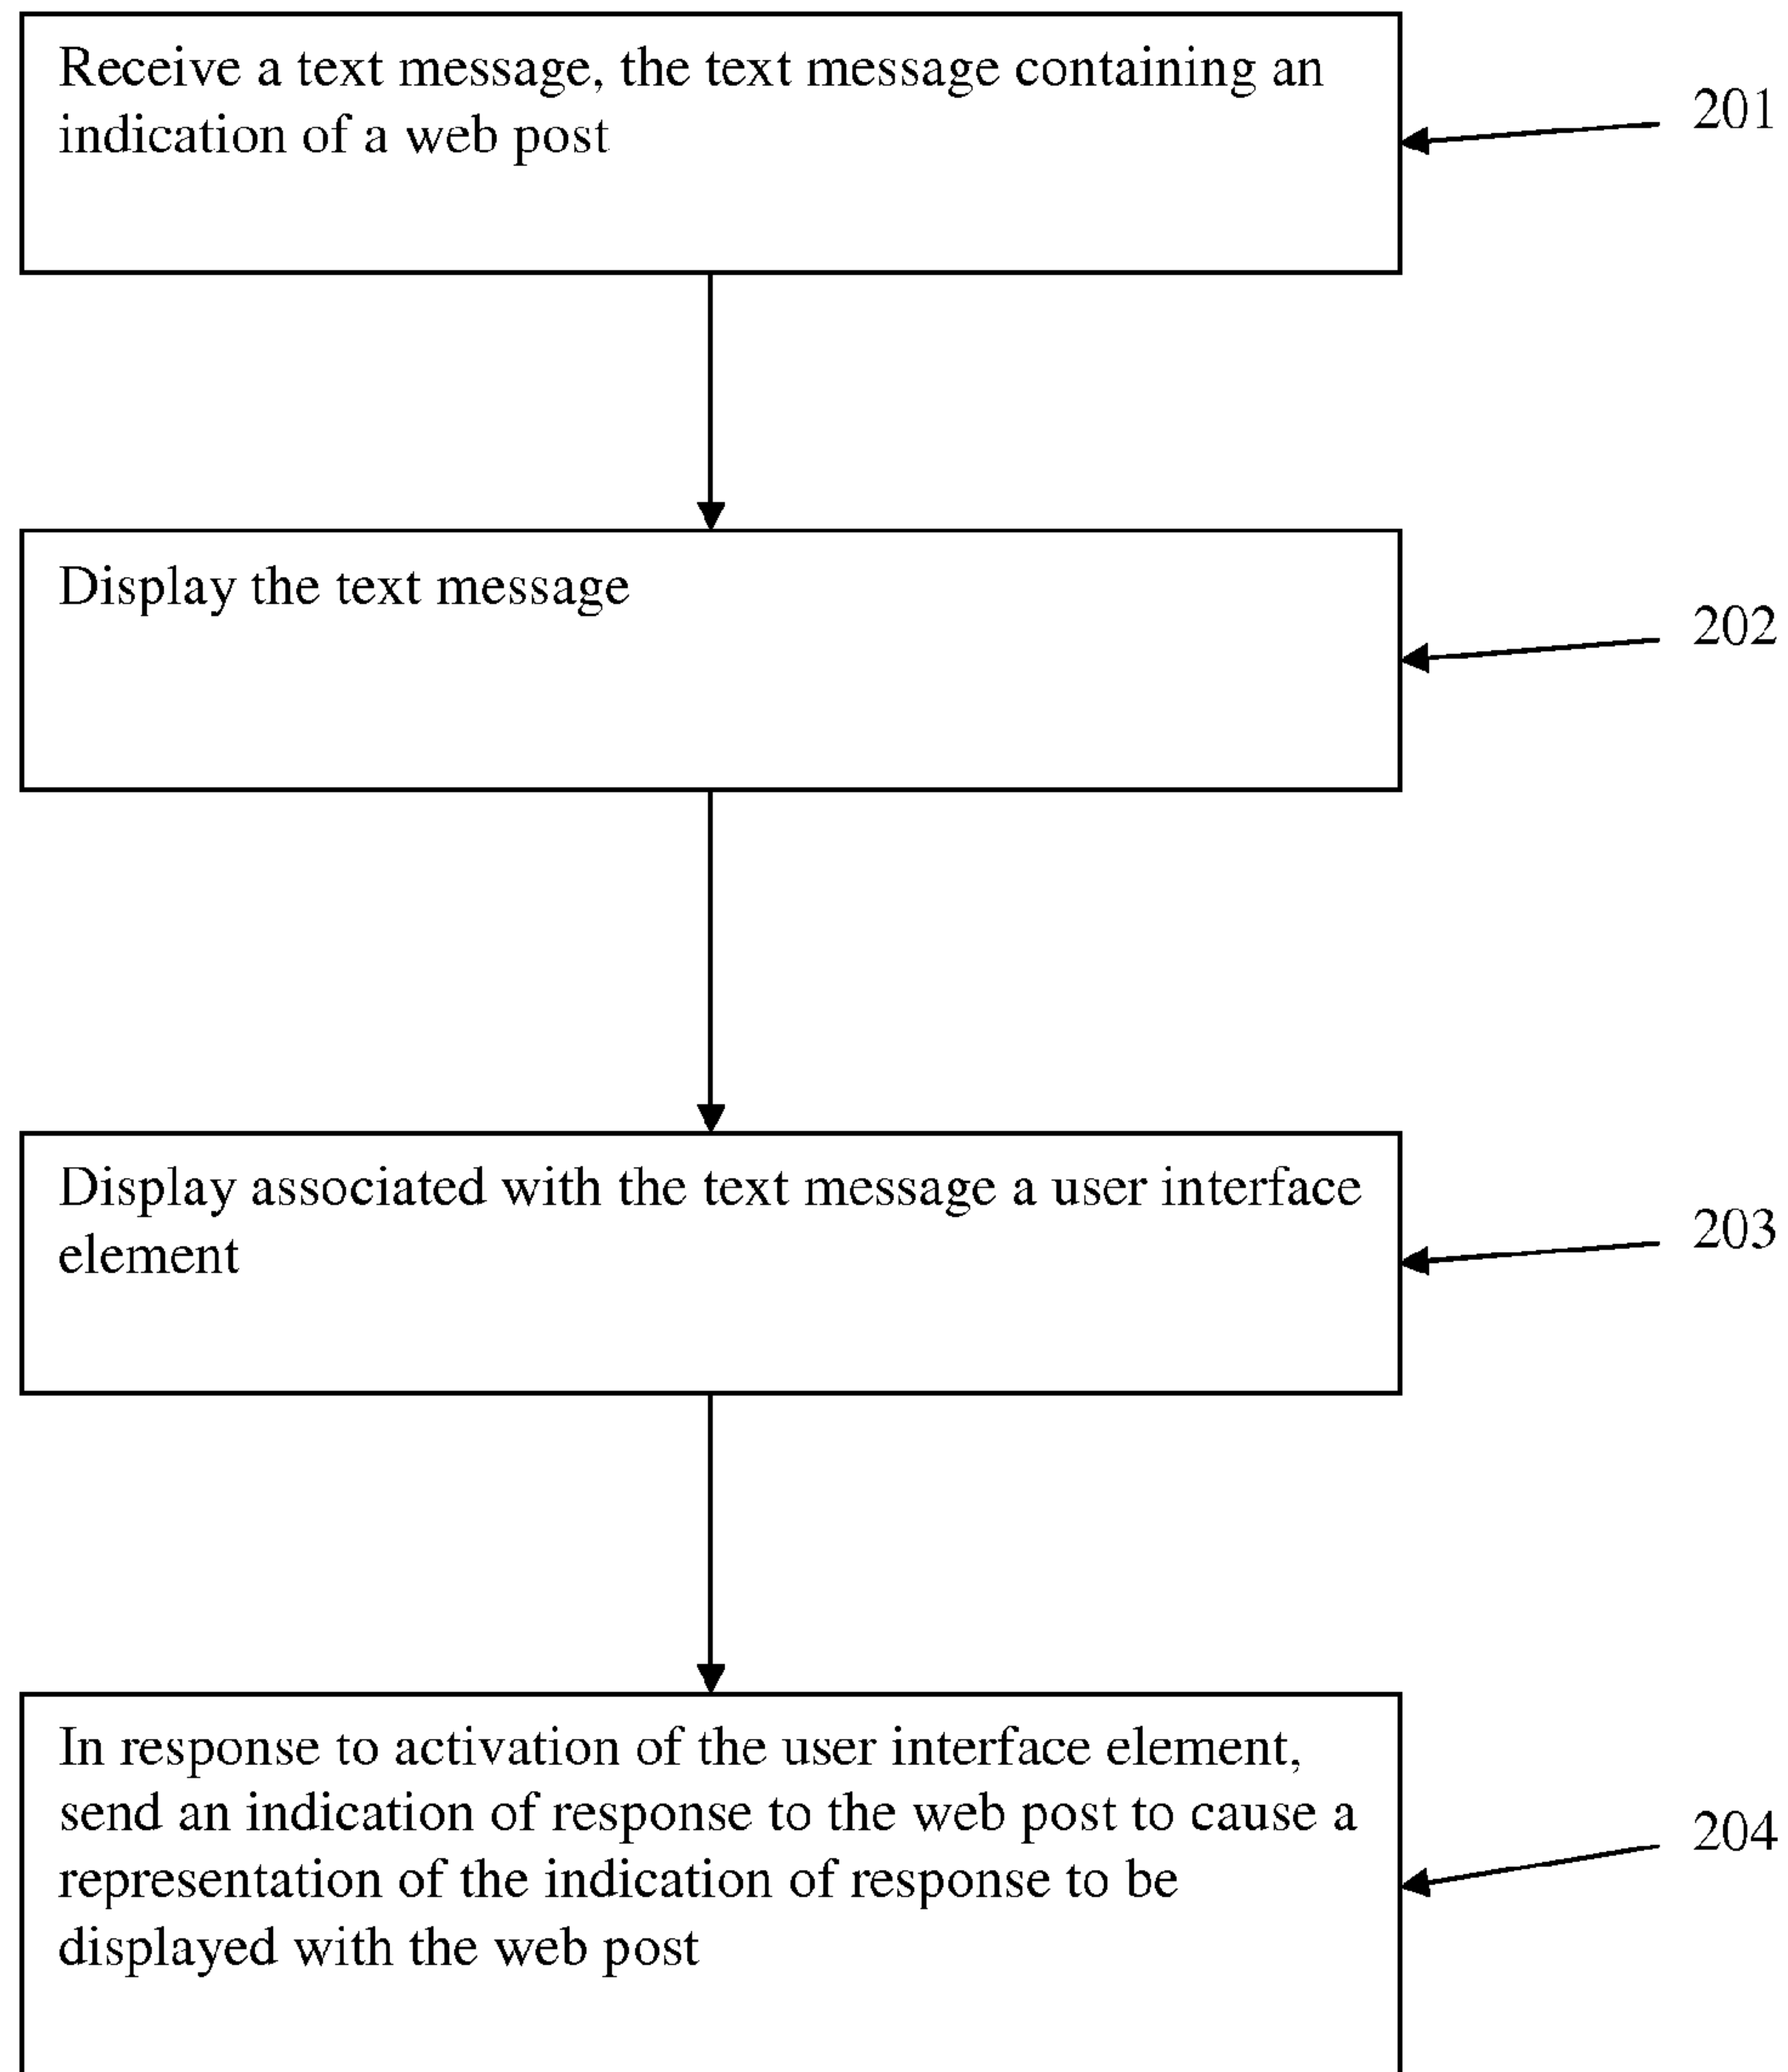 Receive a text message, the text message containing an
indication of a web post
201
Display the text message
202
Display associated with the text message a user interface
element
203
In response to activation of the user interface element,
send an indication of response to the web post to cause a
representation of the indication of response to be
displayed with the web post
204